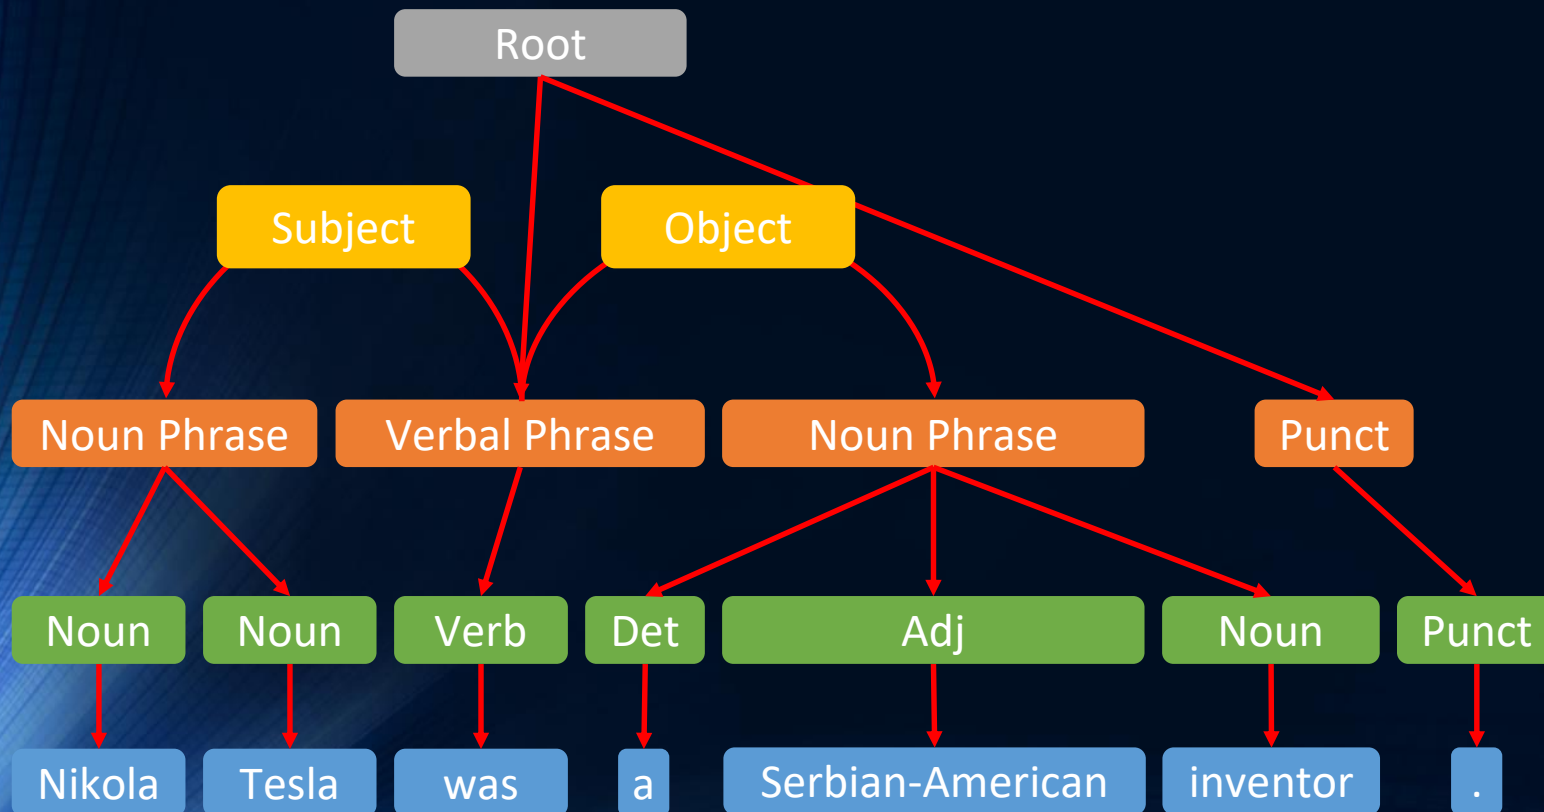 Root
Subject Object
Noun Phrase Verbal Phrase Noun Phrase Punct
Noun Noun Verb Det Adj Noun Punct
Nikola Tesla was a Serbian-American inventor .